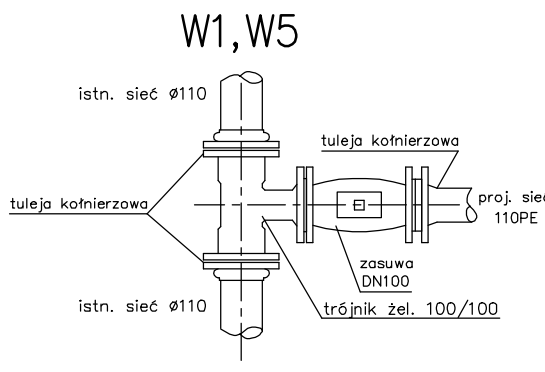 W1,W5
istn. sieć Ø110
tuleja kołnierzowa
tuleja kołnierzowa
proj. sieć
110PE
zasuwa
DN100
istn. sieć Ø110
trójnik żel. 100/100